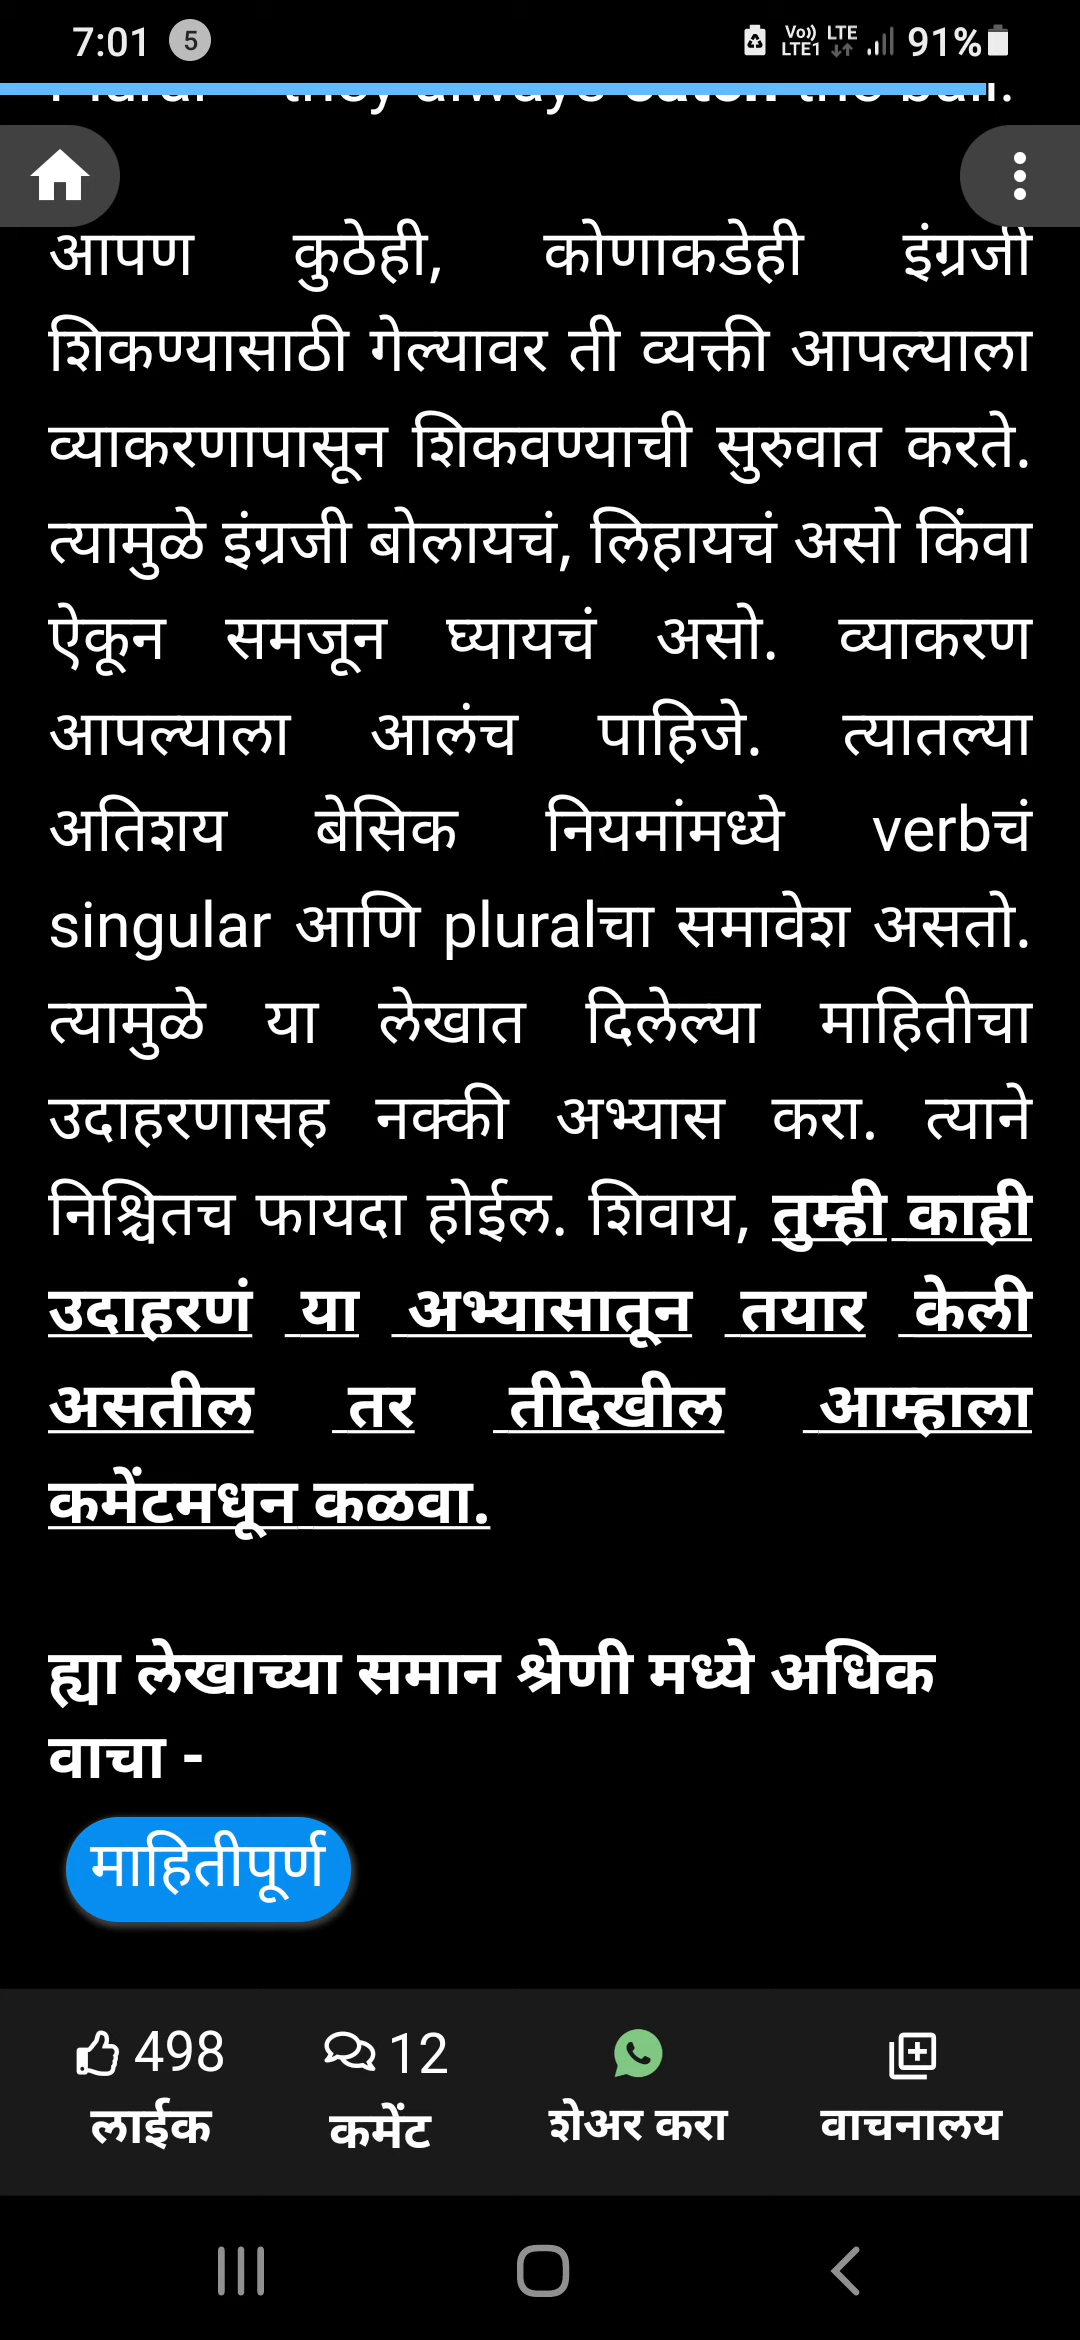 7:01 5 Vo)) LTE1 LTE 91%
आपण कुठेही, कोणाकडेही इंग्रजी
शिकण्यासाठी गेल्यावर ती व्यक्ती आपल्याला
व्याकरणापासून शिकवण्याची सुरुवात करते.
त्यामुळे इंग्रजी बोलायचं, लिहायचं असो किंवा
ऐकून समजून घ्यायचं असो. व्याकरण
आपल्याला आलंच पाहिजे. त्यातल्या
अतिशय बेसिक नियमांमध्ये verbचं
singular आणि pluralचा समावेश असतो.
त्यामुळे या लेखात दिलेल्या माहितीचा
उदाहरणासह नक्की अभ्यास करा. त्याने
निश्चितच फायदा होईल. शिवाय, तुम्ही काही
उदाहरणं या अभ्यासातून तयार केली
असतील तर तीदेखील आम्हाला
कमेंटमधून कळवा.
ह्या लेखाच्या समान श्रेणी मध्ये अधिक
वाचा -
माहितीपूर्ण
498 12
लाईक कमेंट शेअर करा वाचनालय